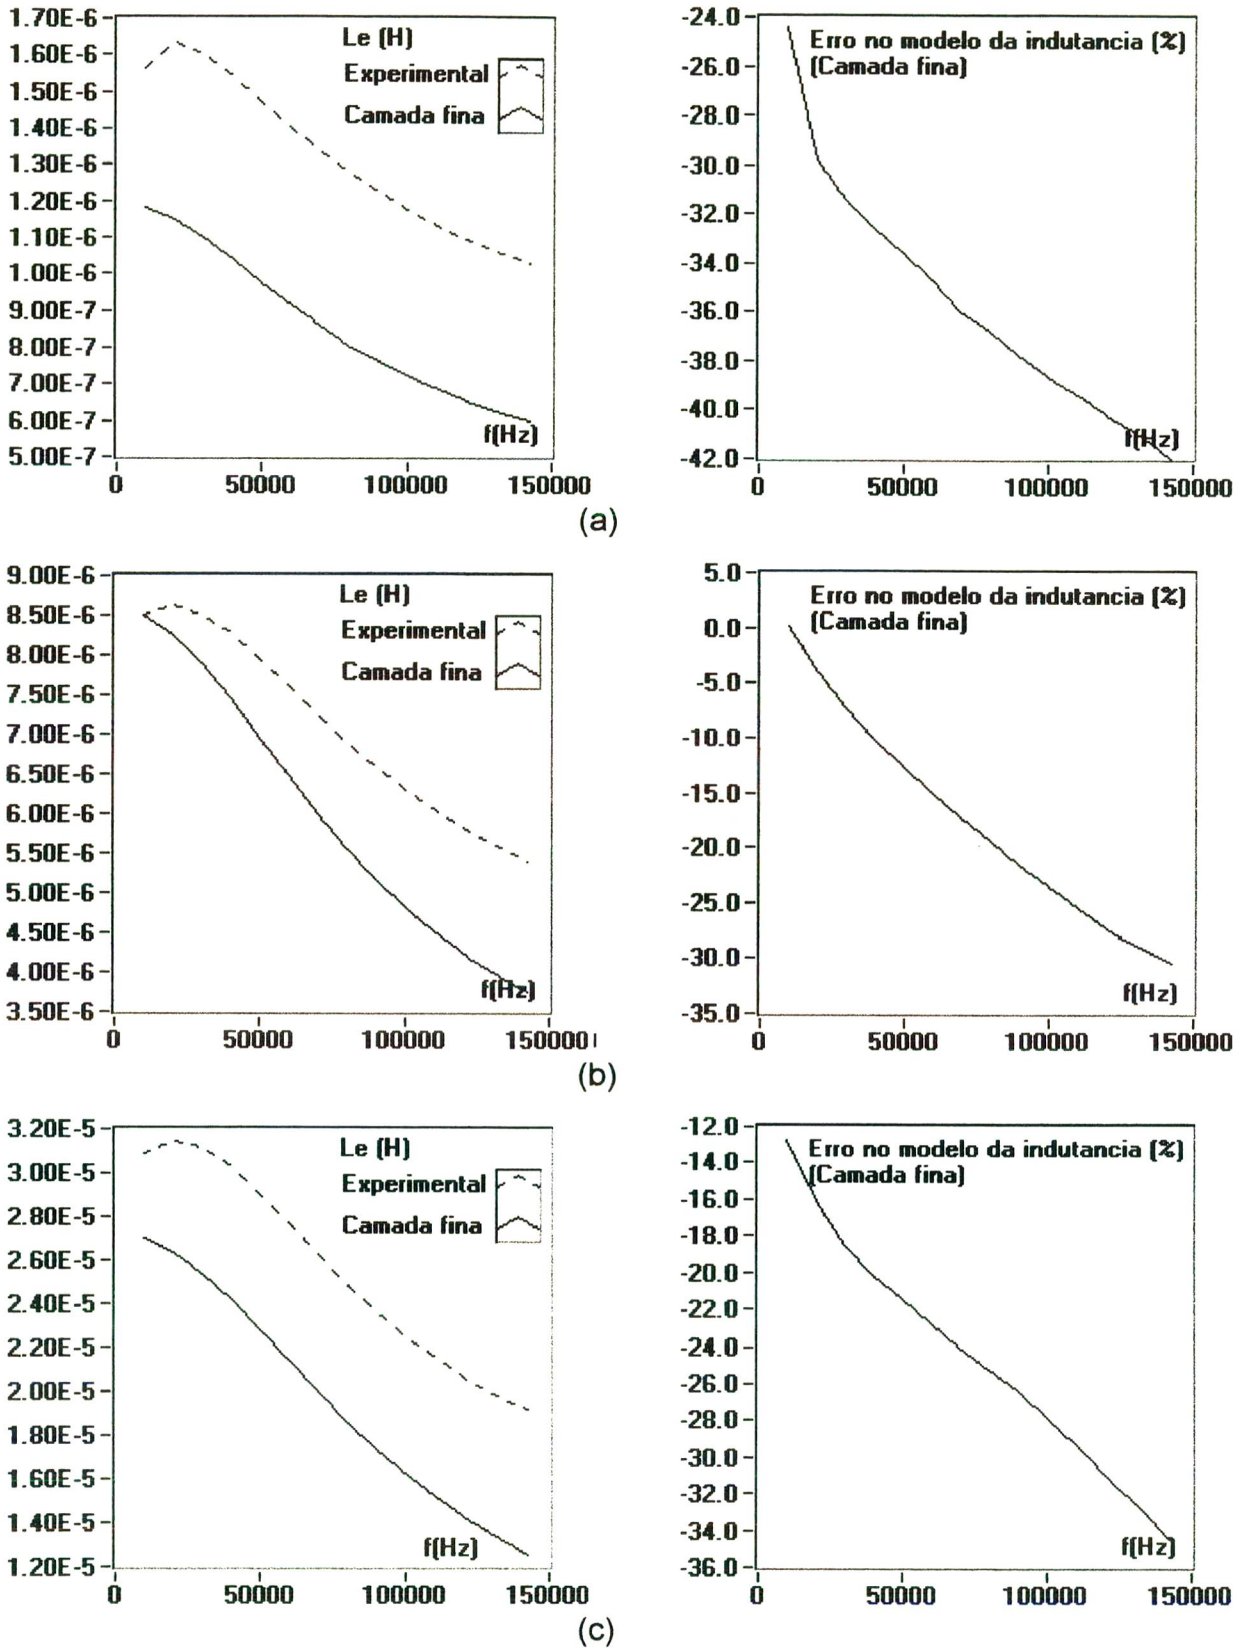 1.70E-6
1.60E-6
1.50E-6
1.40E-6
1.30E-6
1.20E-6
1.10E-6
1.00E-6
9.00E-7
8.00E-7
7.00E-7
6.00E-7
5.00E-7
Le (H)
Experimental
Camada fina
f(Hz)
0 50000 100000 150000
-24.0
-26.0
-28.0
-30.0
-32.0
-34.0
-36.0
-38.0
-40.0
-42.0
Erro no modelo da indutancia (%)
(Camada fina)
f(Hz)
0 50000 100000 150000
(a)
9.00E-6
8.50E-6
8.00E-6
7.50E-6
7.00E-6
6.50E-6
6.00E-6
5.50E-6
5.00E-6
4.50E-6
4.00E-6
3.50E-6
Le (H)
Experimental
Camada fina
f(Hz)
0 50000 100000 150000
5.0
0.0
-5.0
-10.0
-15.0
-20.0
-25.0
-30.0
-35.0
Erro no modelo da indutancia (%)
(Camada fina)
f(Hz)
0 50000 100000 150000
(b)
3.20E-5
3.00E-5
2.80E-5
2.60E-5
2.40E-5
2.20E-5
2.00E-5
1.80E-5
1.60E-5
1.40E-5
1.20E-5
Le (H)
Experimental
Camada fina
f(Hz)
0 50000 100000 150000
-12.0
-14.0
-16.0
-18.0
-20.0
-22.0
-24.0
-26.0
-28.0
-30.0
-32.0
-34.0
-36.0
Erro no modelo da indutancia (%)
(Camada fina)
f(Hz)
0 50000 100000 150000
(c)